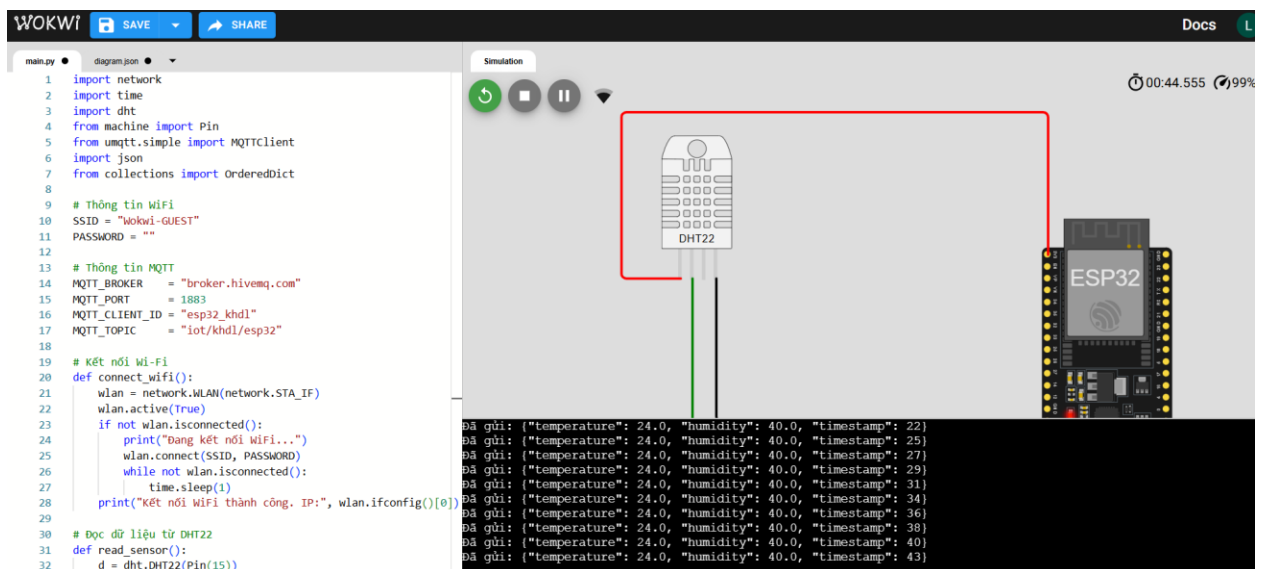 WOKWI SAVE SHARE Docs L
main.py diagram.json Simulation
00:44.555 99%
1 import network
2 import time
3 import dht
4 from machine import Pin
5 from umqtt.simple import MQTTClient
6 import json
7 from collections import OrderedDict
8
9 # Thông tin WiFi
10 SSID = "Wokwi-GUEST"
11 PASSWORD = ""
12
13 # Thông tin MQTT
14 MQTT_BROKER = "broker.hivemq.com"
15 MQTT_PORT = 1883
16 MQTT_CLIENT_ID = "esp32_khdl"
17 MQTT_TOPIC = "iot/khdl/esp32"
18
19 # Kết nối Wi-Fi
20 def connect_wifi():
21 wlan = network.WLAN(network.STA_IF)
22 wlan.active(True)
23 if not wlan.isconnected():
24 print("Đang kết nối WiFi...")
25 wlan.connect(SSID, PASSWORD)
26 while not wlan.isconnected():
27 time.sleep(1)
28 print("Kết nối WiFi thành công. IP:", wlan.ifconfig()[0])
29
30 # Đọc dữ liệu từ DHT22
31 def read_sensor():
32 d = dht.DHT22(Pin(15))
DHT22
ESP32
Đã gửi: {"temperature": 24.0, "humidity": 40.0, "timestamp": 22}
Đã gửi: {"temperature": 24.0, "humidity": 40.0, "timestamp": 25}
Đã gửi: {"temperature": 24.0, "humidity": 40.0, "timestamp": 27}
Đã gửi: {"temperature": 24.0, "humidity": 40.0, "timestamp": 29}
Đã gửi: {"temperature": 24.0, "humidity": 40.0, "timestamp": 31}
Đã gửi: {"temperature": 24.0, "humidity": 40.0, "timestamp": 34}
Đã gửi: {"temperature": 24.0, "humidity": 40.0, "timestamp": 36}
Đã gửi: {"temperature": 24.0, "humidity": 40.0, "timestamp": 38}
Đã gửi: {"temperature": 24.0, "humidity": 40.0, "timestamp": 40}
Đã gửi: {"temperature": 24.0, "humidity": 40.0, "timestamp": 43}